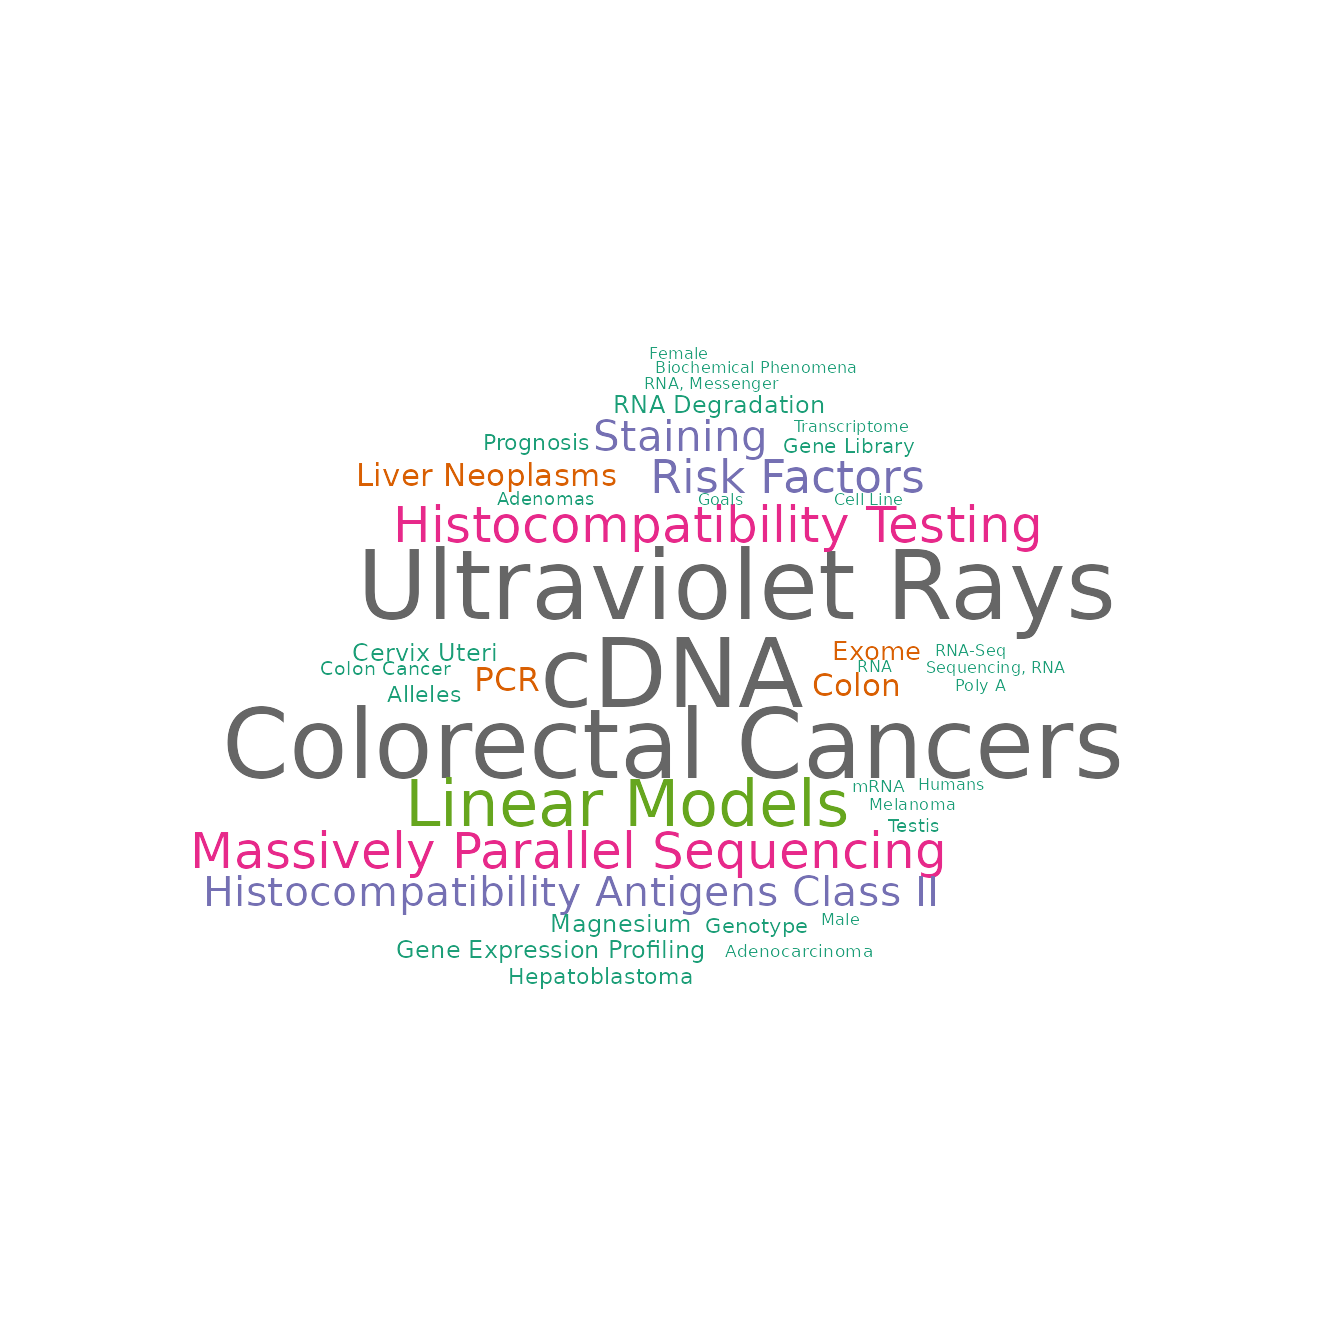 Female
Biochemical Phenomena
RNA, Messenger
RNA Degradation
Transcriptome
Staining
Prognosis
Gene Library
Liver Neoplasms
Risk Factors
Adenomas
Goals
Cell Line
Histocompatibility Testing
Ultraviolet Rays
Cervix Uteri
Exome
RNA-Seq
Colon Cancer
RNA
Sequencing, RNA
PCR
cDNA
Colon
Poly A
Alleles
Colorectal Cancers
Linear Models
mRNA
Humans
Melanoma
Testis
Massively Parallel Sequencing
Histocompatibility Antigens Class II
Magnesium
Genotype
Male
Gene Expression Profiling
Adenocarcinoma
Hepatoblastoma